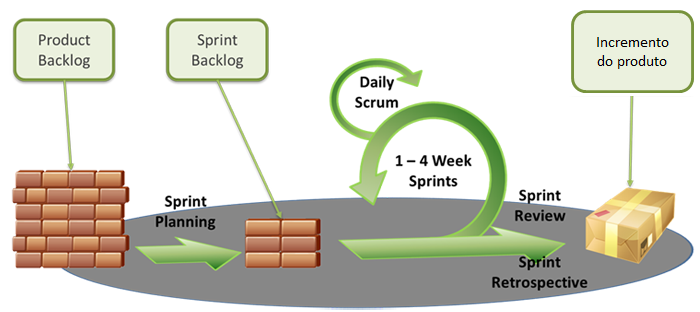 Product
Backlog
Sprint
Backlog
Incremento
do produto
Daily
Scrum
1 – 4 Week
Sprints
Sprint
Planning
Sprint
Review
Sprint
Retrospective